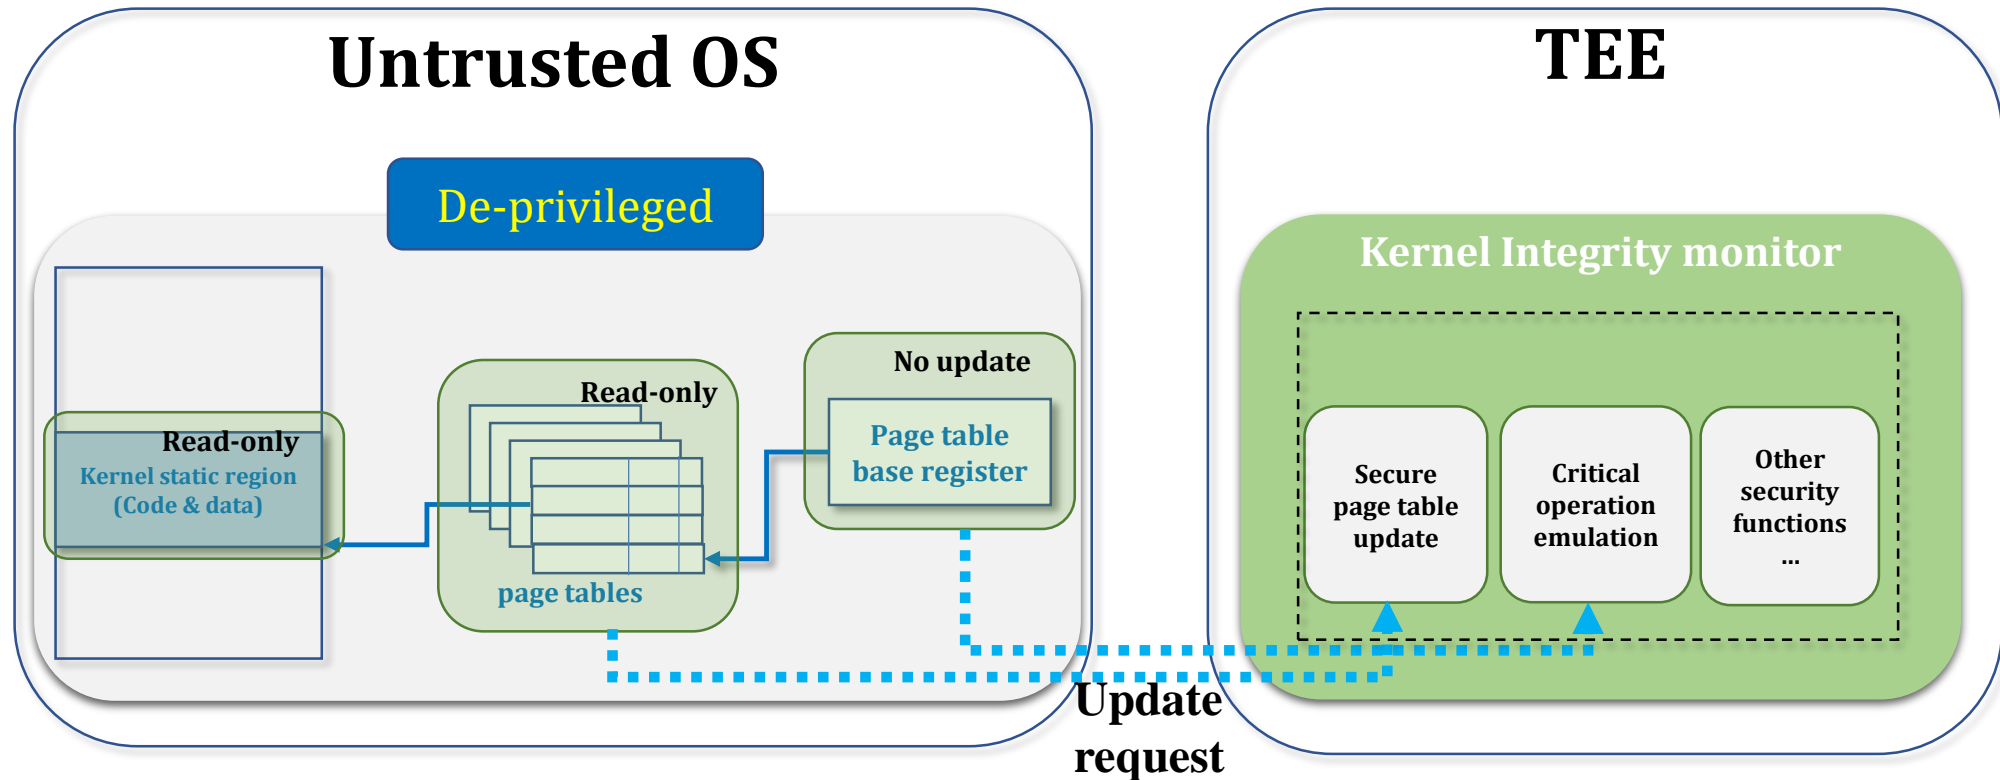 Untrusted OS
TEE
De-privileged
Kernel Integrity monitor
No update
Read-only
Page table
base register
Read-only
Kernel static region
(Code & data)
page tables
Secure
page table
update
Critical
operation
emulation
Other
security
functions
...
Update
request